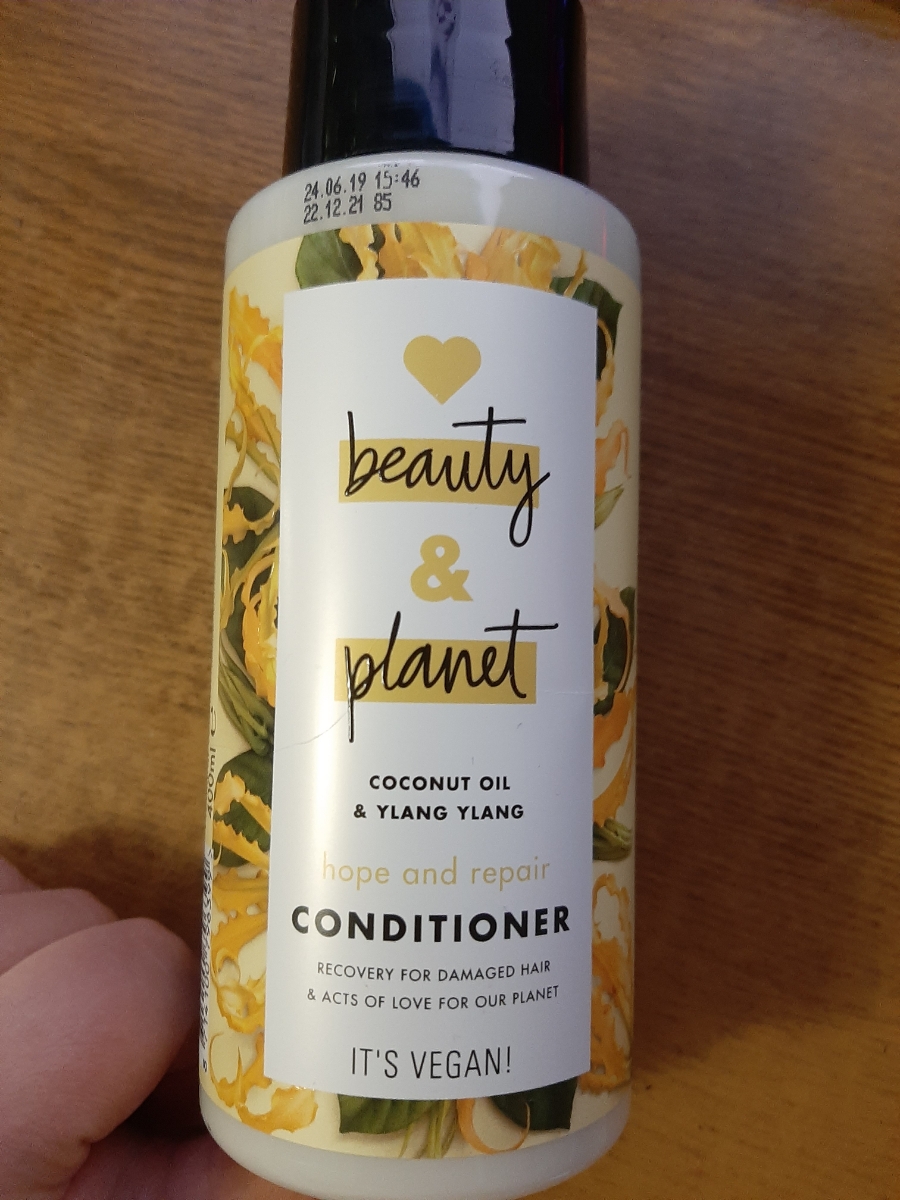 24.06.19 15:46
22.12.21 85
beauty
&
planet
COCONUT OIL
& YLANG YLANG
hope and repair
CONDITIONER
RECOVERY FOR DAMAGED HAIR
& ACTS OF LOVE FOR OUR PLANET
IT'S VEGAN!
400ml e